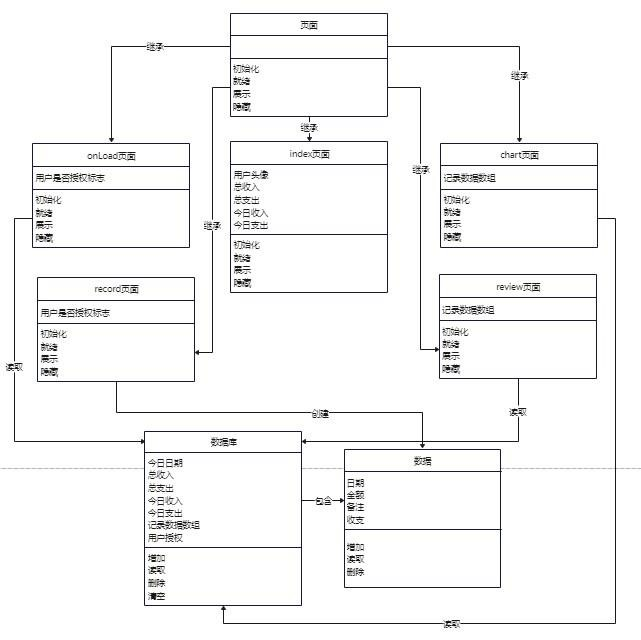 页面
初始化
就绪
展示
隐藏
继承
继承
继承
继承
继承
onLoad页面
用户是否授权标志
初始化
就绪
展示
隐藏
index页面
用户头像
总收入
总支出
今日收入
今日支出
初始化
就绪
展示
隐藏
chart页面
记录数据数组
初始化
就绪
展示
隐藏
record页面
用户是否授权标志
初始化
就绪
展示
隐藏
review页面
记录数据数组
初始化
就绪
展示
隐藏
读取
创建
读取
数据库
今日日期
总收入
总支出
今日收入
今日支出
记录数据数组
用户授权
增加
读取
删除
清空
包含
数据
日期
金额
备注
收支
增加
读取
删除
读取